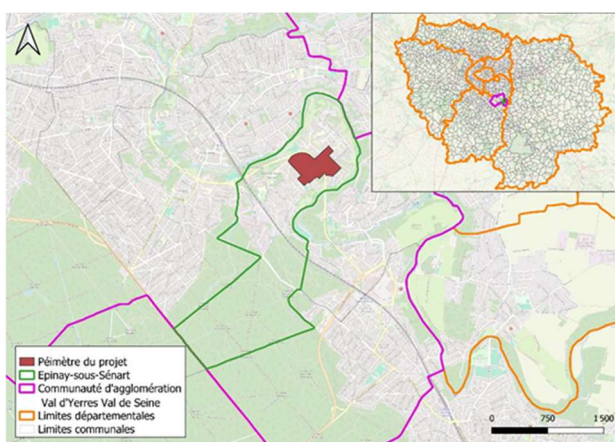 Péimètre du projet
Epinay-sous-Sénart
Communauté d'agglomération
Val d'Yerres Val de Seine
Limites départementales
Limites communales
0 750 1 500